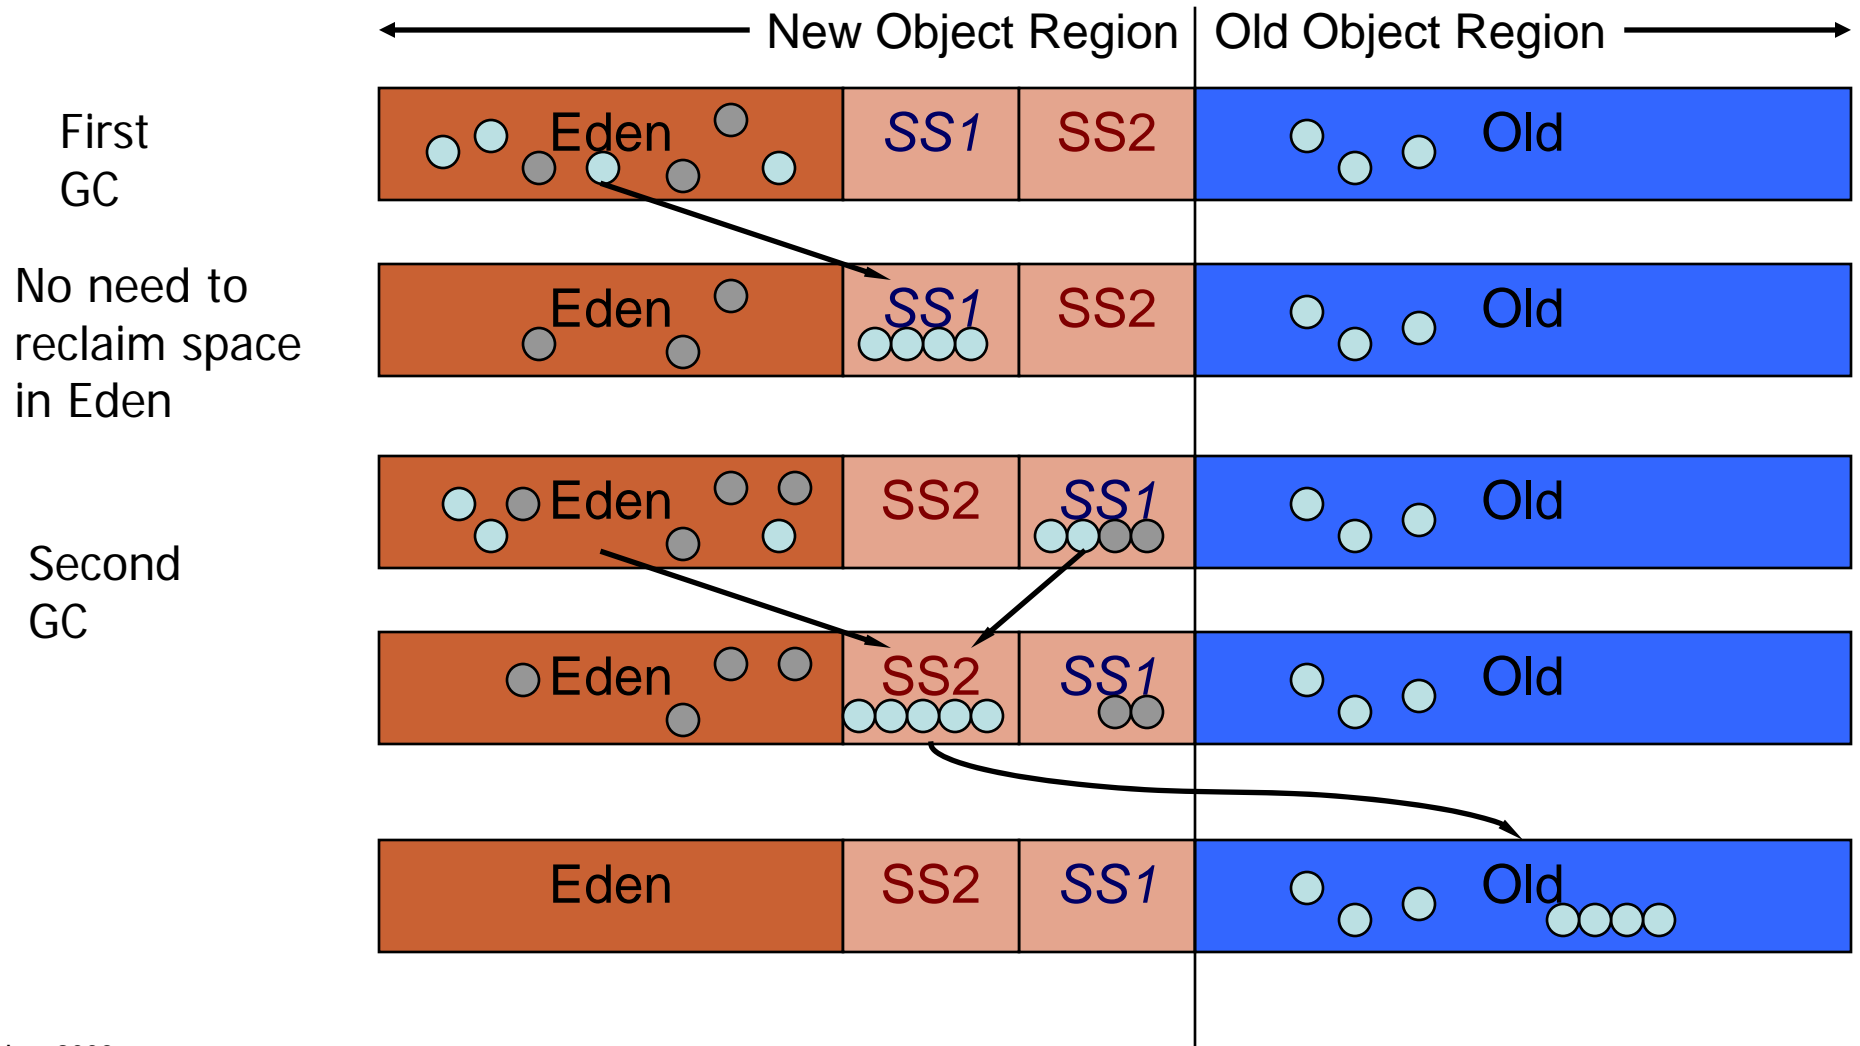 New Object Region Old Object Region
First
GC
Eden SS1 SS2 Old
No need to
reclaim space
in Eden
Eden SS1 SS2 Old
Eden SS2 SS1 Old
Second
GC
Eden SS2 SS1 Old
Eden SS2 SS1 Old